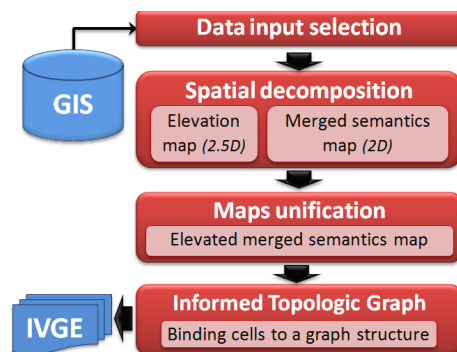 Data input selection
GIS
Spatial decomposition
Elevation
map (2.5D)
Merged semantics
map (2D)
Maps unification
Elevated merged semantics map
Informed Topologic Graph
Binding cells to a graph structure
IVGE